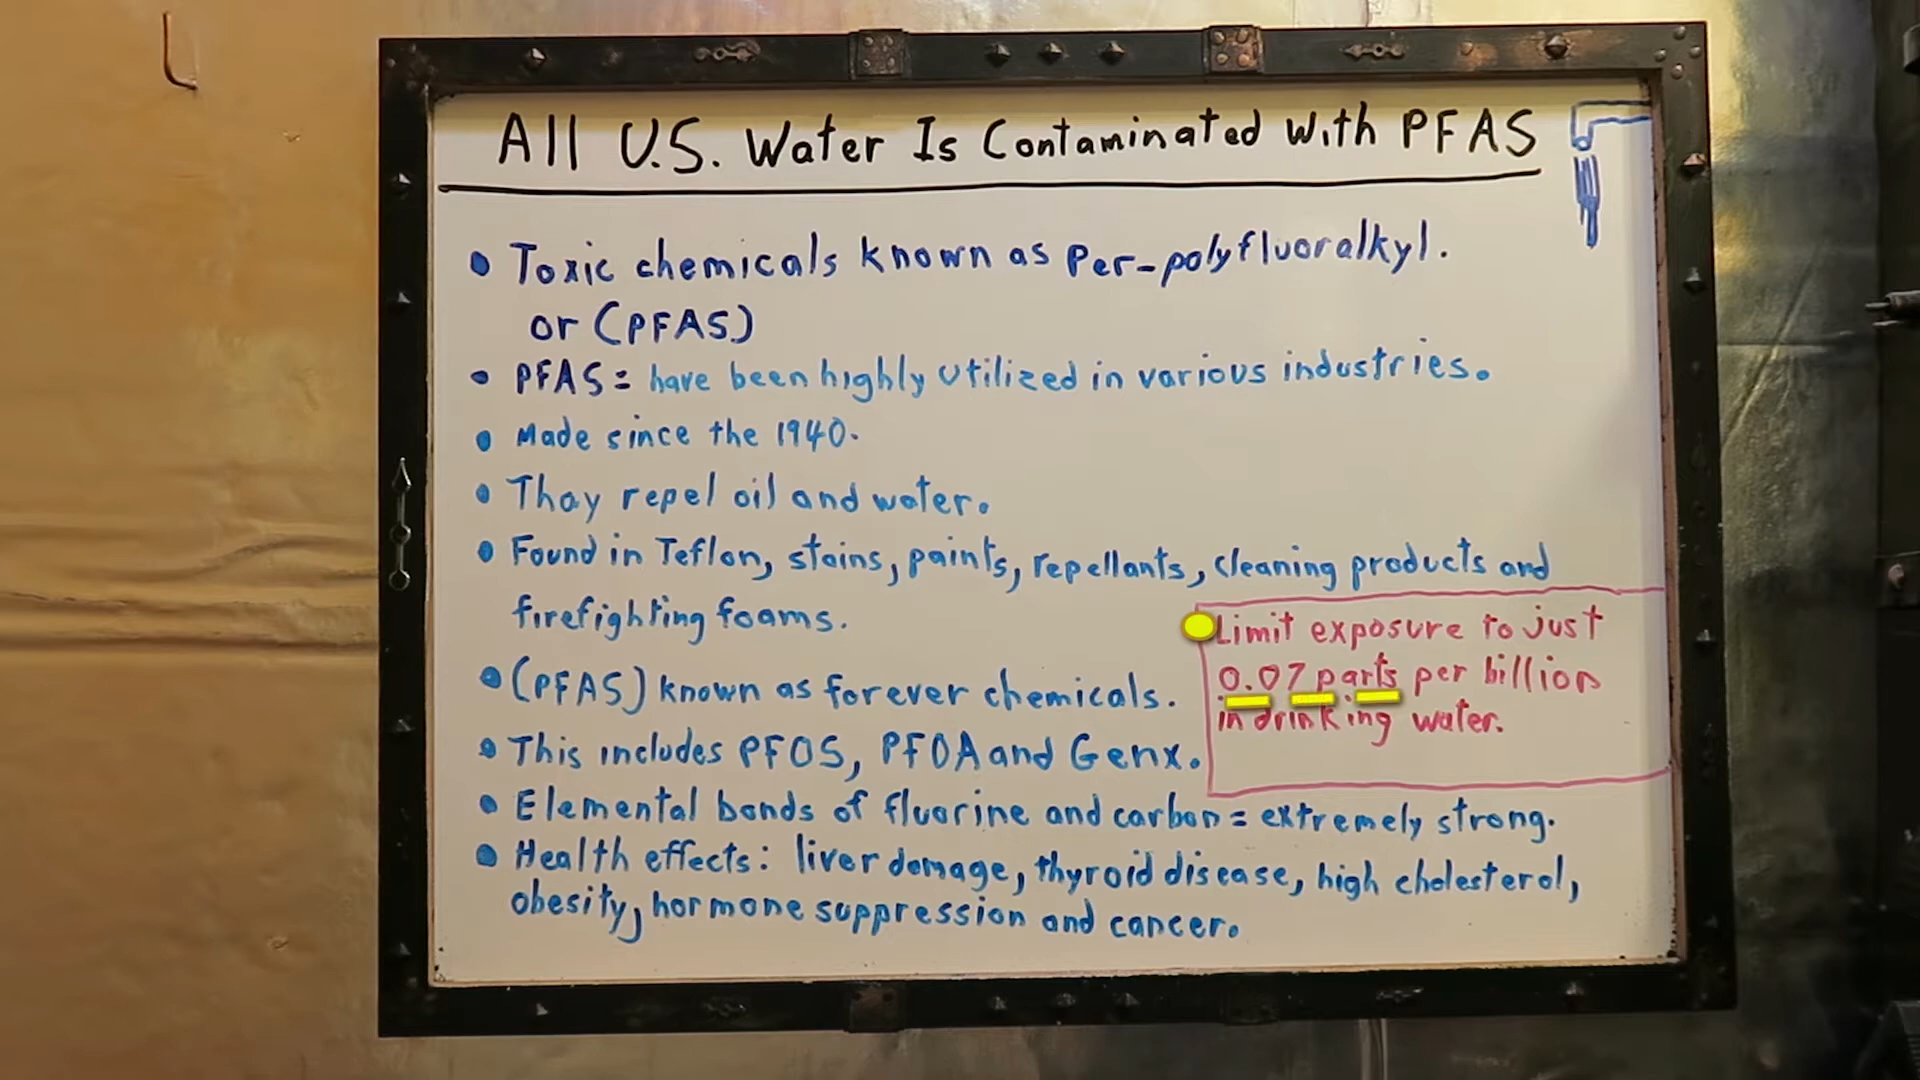 All U.S. Water Is Contaminated With PFAS
• Toxic chemicals known as Per-polyfluoralkyl.
or (PFAS)
• PFAS = have been highly utilized in various industries.
• Made since the 1940.
• Thay repel oil and water.
• Found in Teflon, stains, paints, repellants, cleaning products and
firefighting foams.
Limit exposure to just
0.07 parts per billion
in drinking water.
• (PFAS) known as forever chemicals.
• This includes PFOS, PFOA and Genx.
• Elemental bonds of fluorine and carbon = extremely strong.
• Health effects: liver damage, thyroid disease, high cholesterol,
obesity, hormone suppression and cancer.